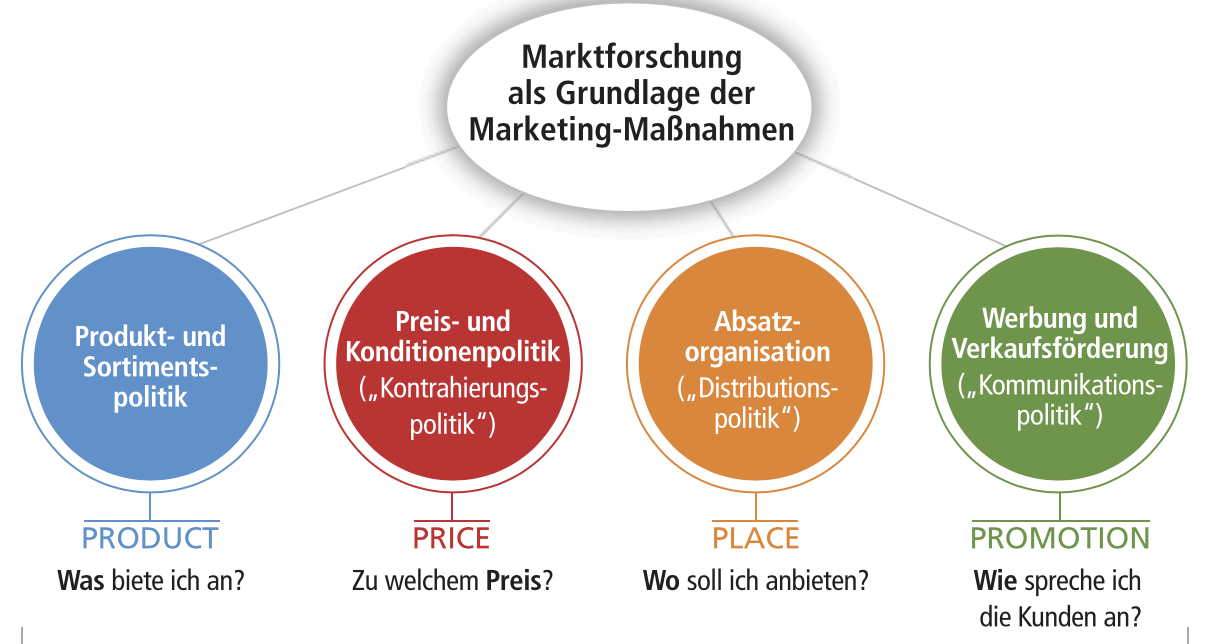 Marktforschung
als Grundlage der
Marketing-Maßnahmen
Produkt- und
Sortiments-
politik
Preis- und
Konditionenpolitik
(„Kontrahierungs-
politik“)
Absatz-
organisation
(„Distributions-
politik“)
Werbung und
Verkaufsförderung
(„Kommunikations-
politik“)
PRODUCT
Was biete ich an?
PRICE
Zu welchem Preis?
PLACE
Wo soll ich anbieten?
PROMOTION
Wie spreche ich
die Kunden an?